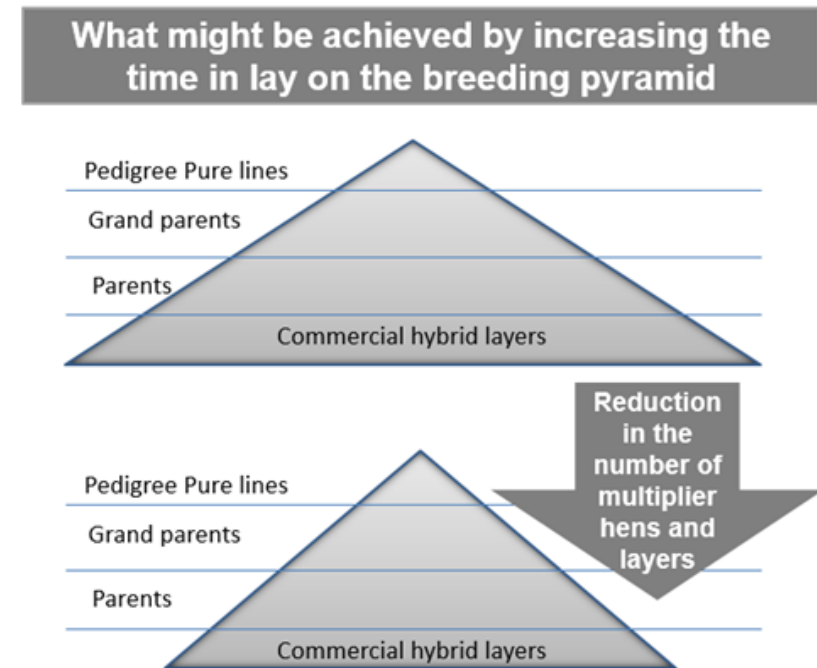 What might be achieved by increasing the
time in lay on the breeding pyramid
Pedigree Pure lines
Grand parents
Parents
Commercial hybrid layers
Reduction
in the
number of
multiplier
hens and
layers
Pedigree Pure lines
Grand parents
Parents
Commercial hybrid layers